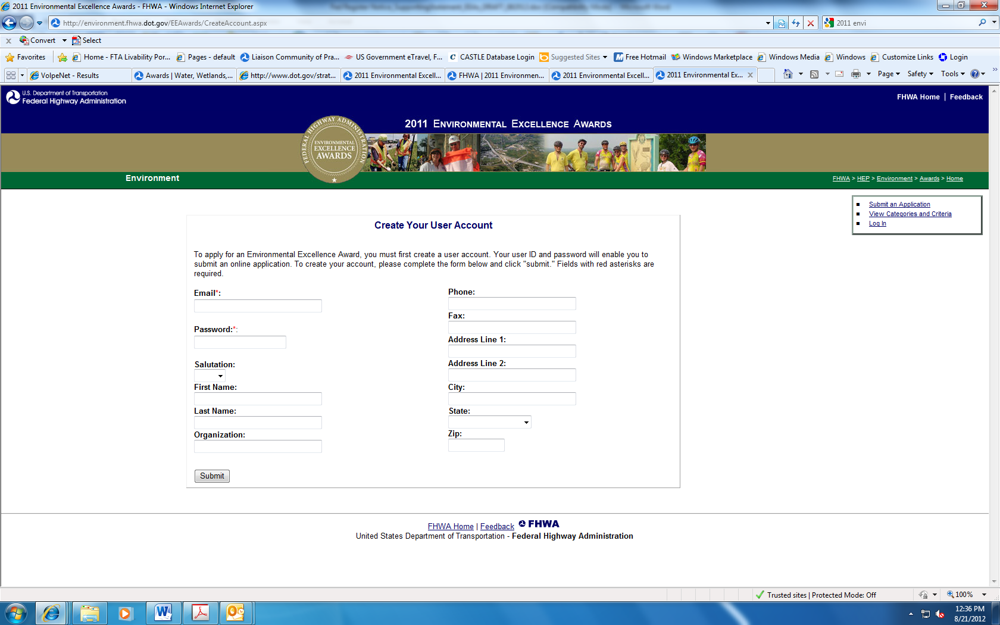 2011 Environmental Excellence Awards - FHWA - Windows Internet Explorer
http://environment.fhwa.dot.gov/EEAwards/CreateAccount.aspx
2011 envi
x Convert Select
Favorites Home - FTA Livability Por... Pages - default Liaison Community of Pra... US Government eTravel, F... CASTLE Database Login Suggested Sites Free Hotmail Windows Marketplace Windows Media Windows Customize Links Login
VolpeNet - Results Awards | Water, Wetlands,... http://www.dot.gov/strat... 2011 Environmental Excell... FHWA | 2011 Environmen... 2011 Environmental Excell... 2011 Environmental Ex... Page Safety Tools
U.S. Department of Transportation
Federal Highway Administration
FHWA Home | Feedback
2011 ENVIRONMENTAL EXCELLENCE AWARDS
FEDERAL HIGHWAY ADMINISTRATION
ENVIRONMENTAL
EXCELLENCE
AWARDS
Environment
FHWA > HEP > Environment > Awards > Home
Submit an Application
View Categories and Criteria
Log In
Create Your User Account
To apply for an Environmental Excellence Award, you must first create a user account. Your user ID and password will enable you to
submit an online application. To create your account, please complete the form below and click "submit." Fields with red asterisks are
required.
Email*:
Password:*:
Salutation:
First Name:
Last Name:
Organization:
Phone:
Fax:
Address Line 1:
Address Line 2:
City:
State:
Zip:
Submit
FHWA Home | Feedback FHWA
United States Department of Transportation - Federal Highway Administration
Trusted sites | Protected Mode: Off
100%
12:36 PM
8/21/2012